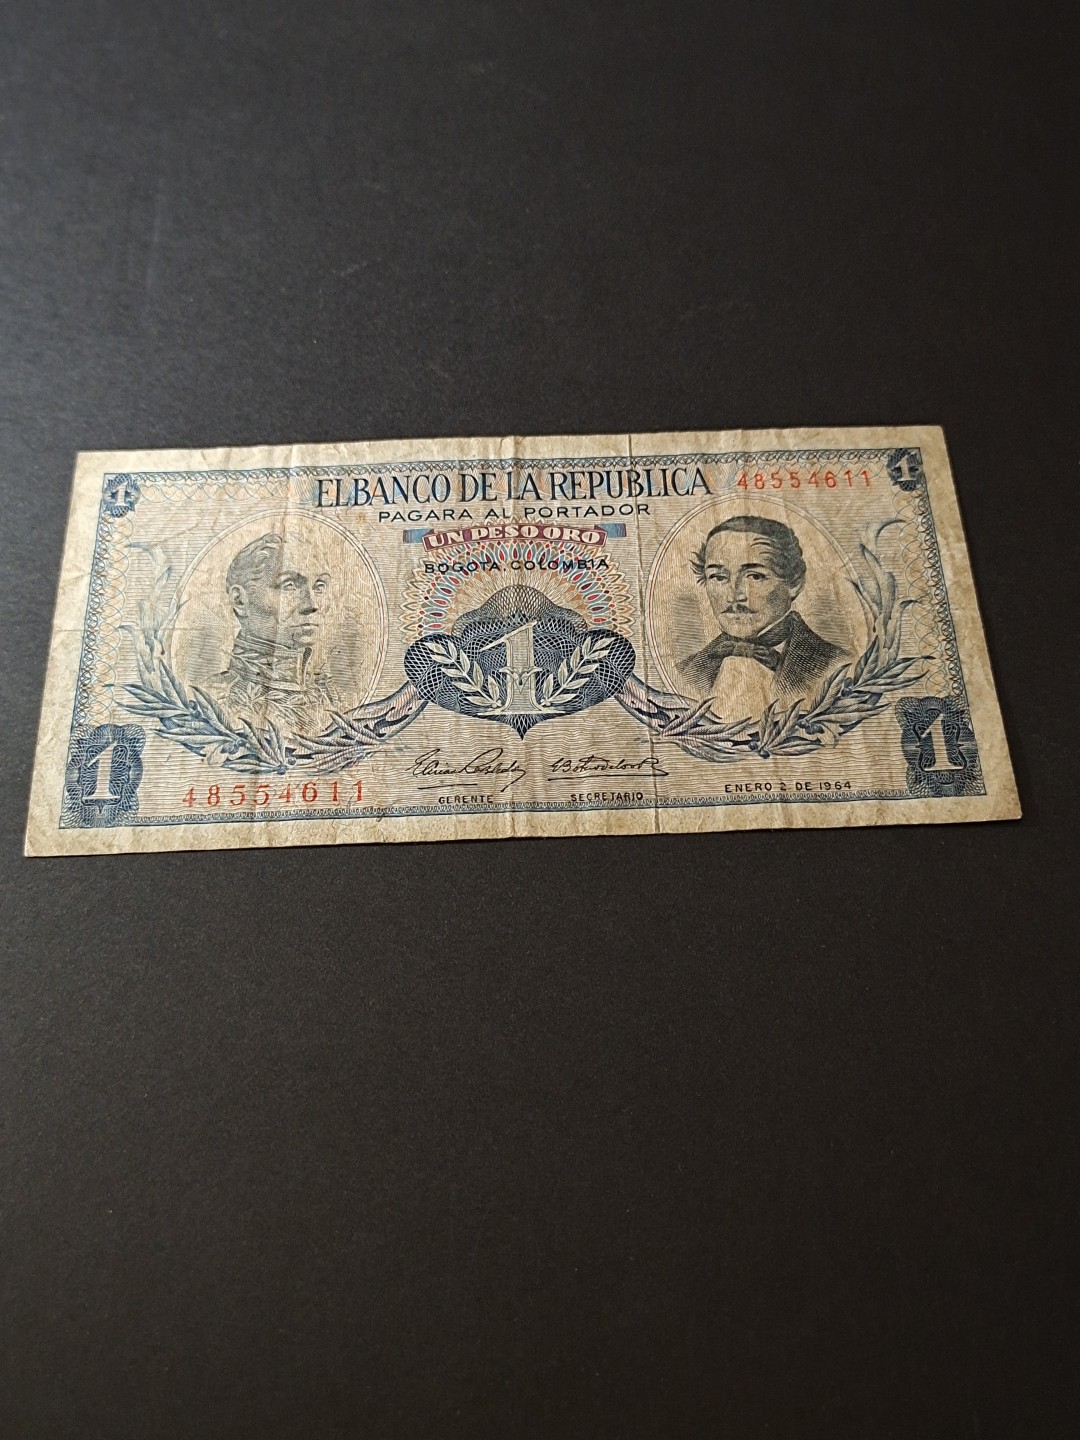 1 EL BANCO DE LA REPUBLICA 48554611 1
PAGARA AL PORTADOR
UN PESO ORO
BOGOTA, COLOMBIA
1
1 1
48554611
GERENTE SECRETARIO ENERO 2 DE 1964